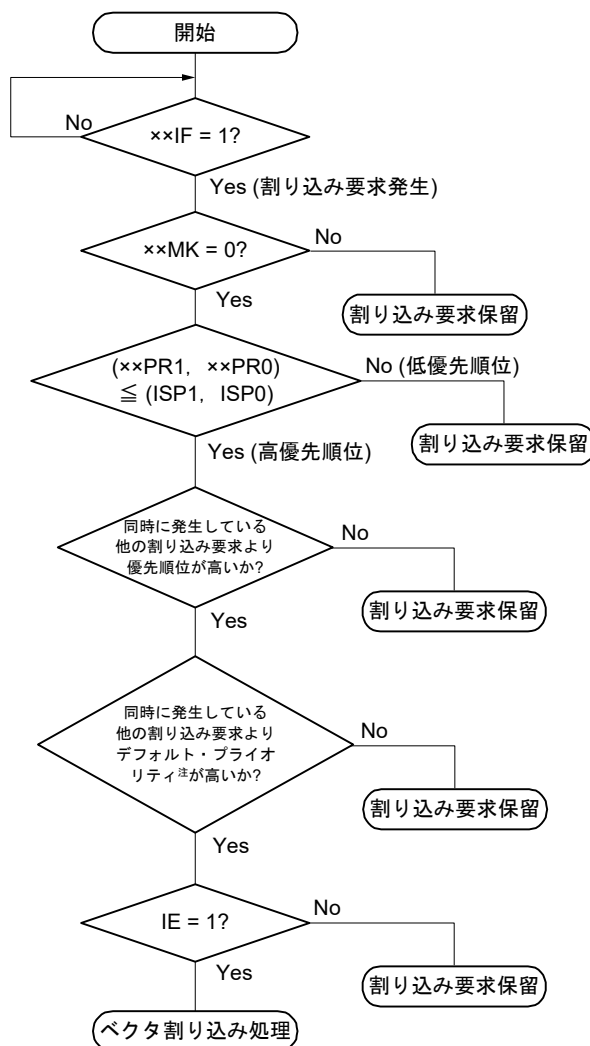 開始
No
××IF = 1?
Yes (割り込み要求発生)
××MK = 0?
No
Yes
割り込み要求保留
(××PR1, ××PR0)
≦ (ISP1, ISP0)
No (低優先順位)
Yes (高優先順位)
割り込み要求保留
同時に発生している
他の割り込み要求より
優先順位が高いか?
No
Yes
割り込み要求保留
同時に発生している
他の割り込み要求より
デフォルト・プライオ
リティ注が高いか?
No
Yes
割り込み要求保留
IE = 1?
No
Yes
割り込み要求保留
ベクタ割り込み処理